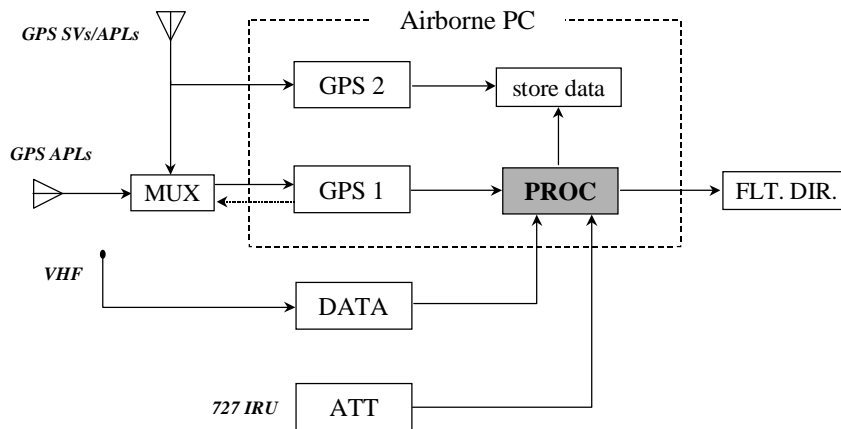 Airborne PC
GPS SVs/APLs
GPS 2
store data
GPS APLs
MUX
GPS 1
PROC
FLT. DIR.
VHF
DATA
727 IRU
ATT